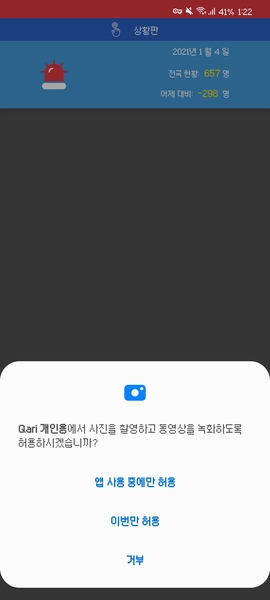 41% 1:22
상황판
2021년 1월 4일
전국 현황: 657 명
어제 대비: -298 명
Qari 개인용에서 사진을 촬영하고 동영상을 녹화하도록
허용하시겠습니까?
앱 사용 중에만 허용
이번만 허용
거부